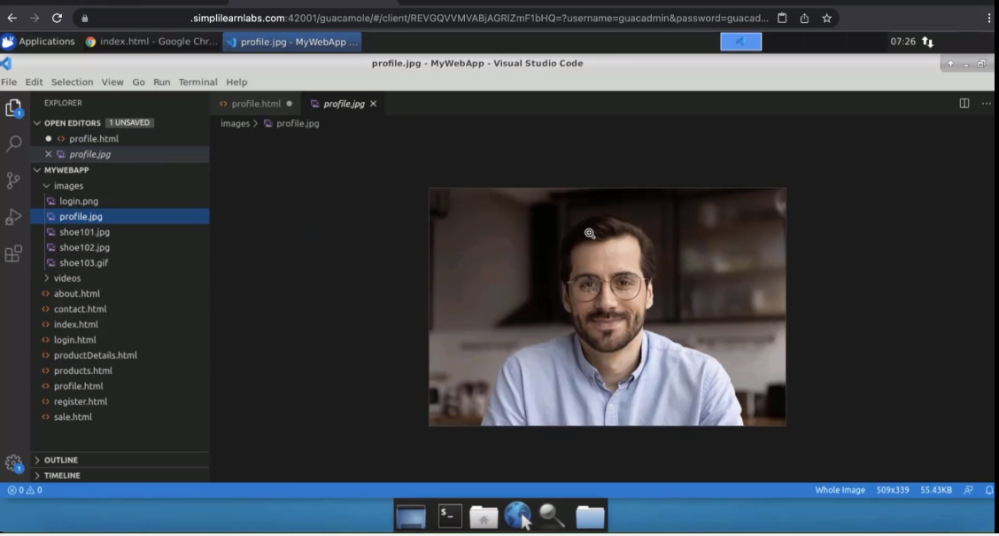 .simplilearnlabs.com:42001/guacamole/#/client/REVGQVVMVABjAGRIZmF1bHQ=?username=guacadmin&password=guacad...
Applications index.html - Google Chr... profile.jpg - MyWebApp ... 07:26
profile.jpg - MyWebApp - Visual Studio Code
File Edit Selection View Go Run Terminal Help
EXPLORER
OPEN EDITORS 1 UNSAVED
profile.html
profile.jpg
MYWEBAPP
images
login.png
profile.jpg
shoe101.jpg
shoe102.jpg
shoe103.gif
videos
about.html
contact.html
index.html
login.html
productDetails.html
products.html
profile.html
register.html
sale.html
OUTLINE
TIMELINE
profile.html profile.jpg
images > profile.jpg
0 0 Whole Image 509x339 55.43KB
1
1
$_